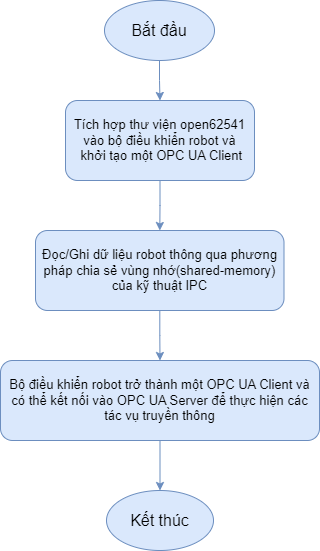 Bắt đầu
Tích hợp thư viện open62541
vào bộ điều khiển robot và
khởi tạo một OPC UA Client
Đọc/Ghi dữ liệu robot thông qua phương
pháp chia sẻ vùng nhớ(shared-memory)
của kỹ thuật IPC
Bộ điều khiển robot trở thành một OPC UA Client và
có thể kết nối vào OPC UA Server để thực hiện các
tác vụ truyền thông
Kết thúc